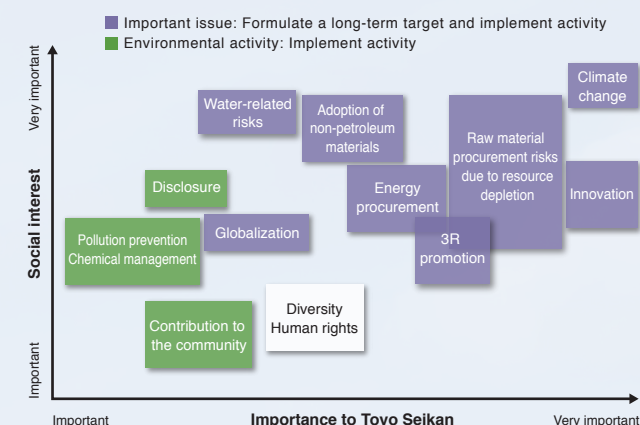 Important issue: Formulate a long-term target and implement activity
Environmental activity: Implement activity
Very important
Social interest
Important
Climate
change
Water-related
risks
Adoption of
non-petroleum
materials
Raw material
procurement risks
due to resource
depletion
Innovation
Disclosure
Energy
procurement
Pollution prevention
Chemical management
Globalization
3R
promotion
Diversity
Human rights
Contribution to
the community
Important
Importance to Toyo Seikan
Very important